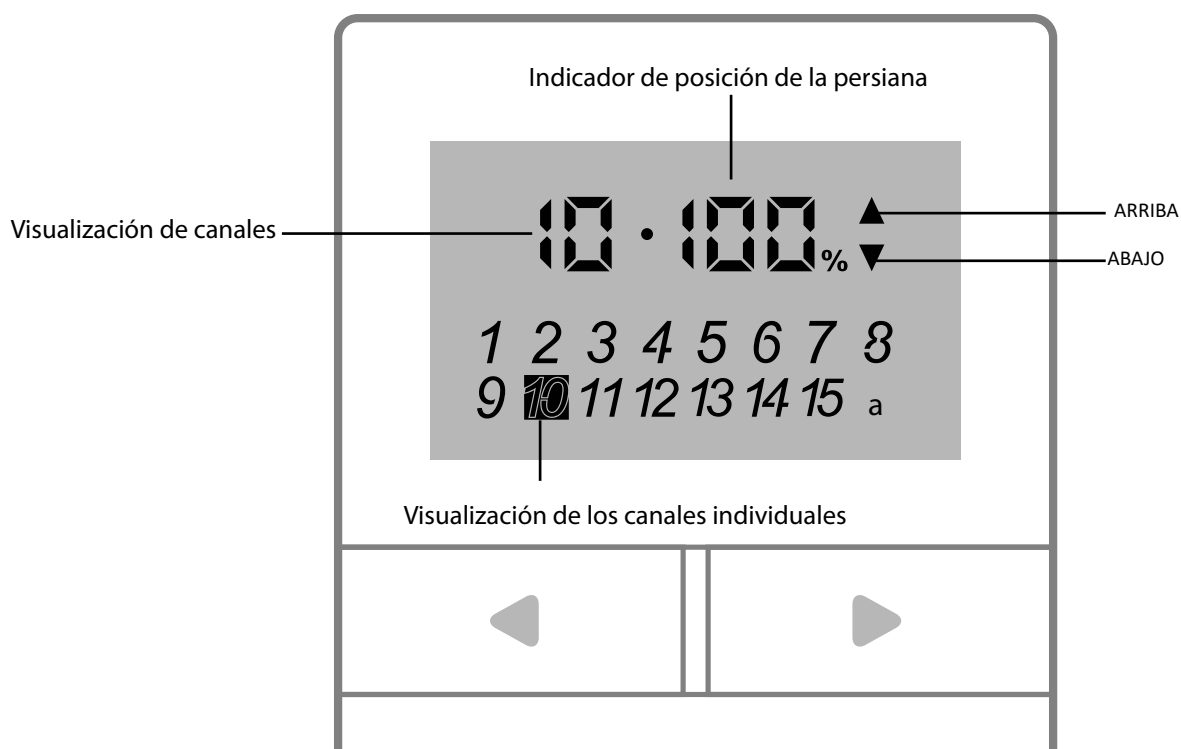 Indicador de posición de la persiana
Visualización de canales
10 · 100 % ▲
▼
ARRIBA
ABAJO
1 2 3 4 5 6 7 8
9 10 11 12 13 14 15 a
Visualización de los canales individuales